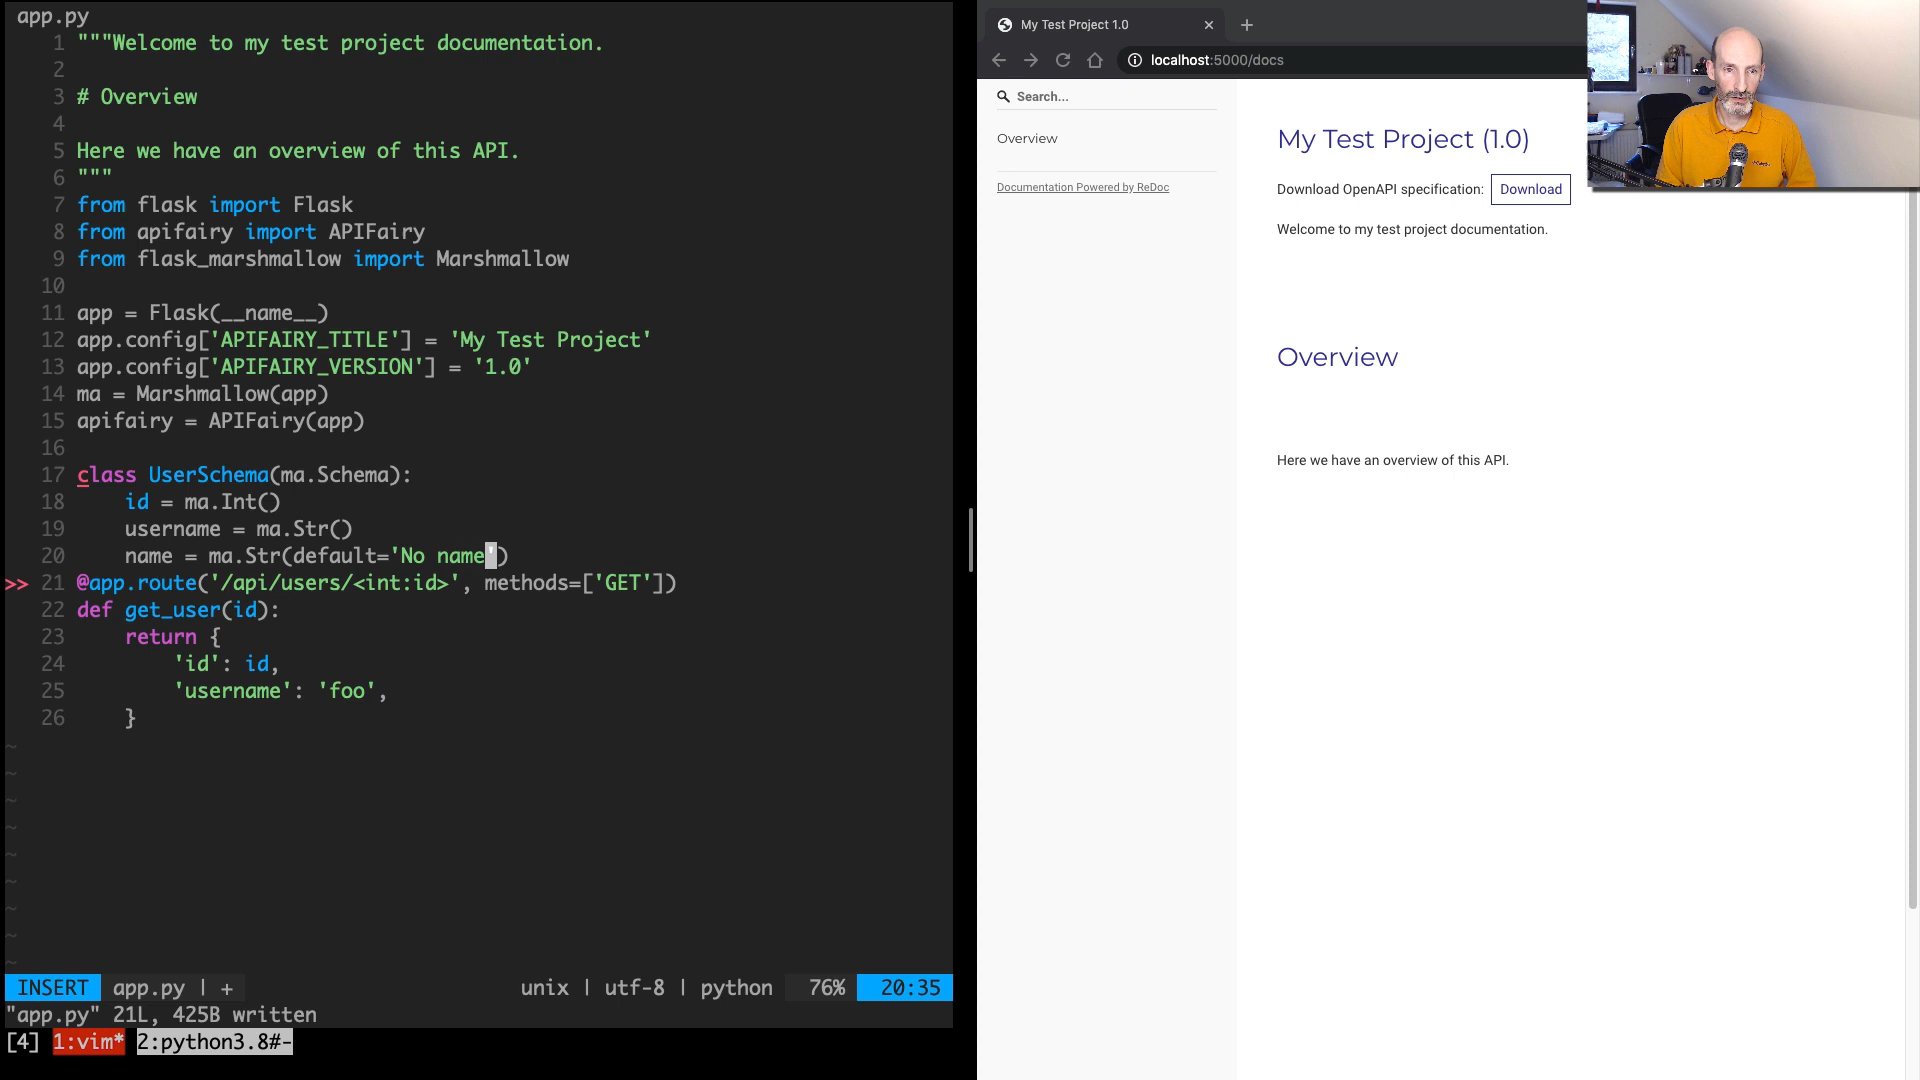 app.py
1 """Welcome to my test project documentation.
2
3 # Overview
4
5 Here we have an overview of this API.
6 """
7 from flask import Flask
8 from apifairy import APIFairy
9 from flask_marshmallow import Marshmallow
10
11 app = Flask(__name__)
12 app.config['APIFAIRY_TITLE'] = 'My Test Project'
13 app.config['APIFAIRY_VERSION'] = '1.0'
14 ma = Marshmallow(app)
15 apifairy = APIFairy(app)
16
17 class UserSchema(ma.Schema):
18     id = ma.Int()
19     username = ma.Str()
20     name = ma.Str(default='No name')
>> 21 @app.route('/api/users/<int:id>', methods=['GET'])
22 def get_user(id):
23     return {
24         'id': id,
25         'username': 'foo',
26     }
~
~
~
~
~
~
~
~
~
INSERT app.py | + unix | utf-8 | python 76% 20:35
"app.py" 21L, 425B written
[4] 1:vim* 2:python3.8#-
My Test Project 1.0
localhost:5000/docs
Search...
Overview
Documentation Powered by ReDoc
My Test Project (1.0)
Download OpenAPI specification: Download
Welcome to my test project documentation.
Overview
Here we have an overview of this API.